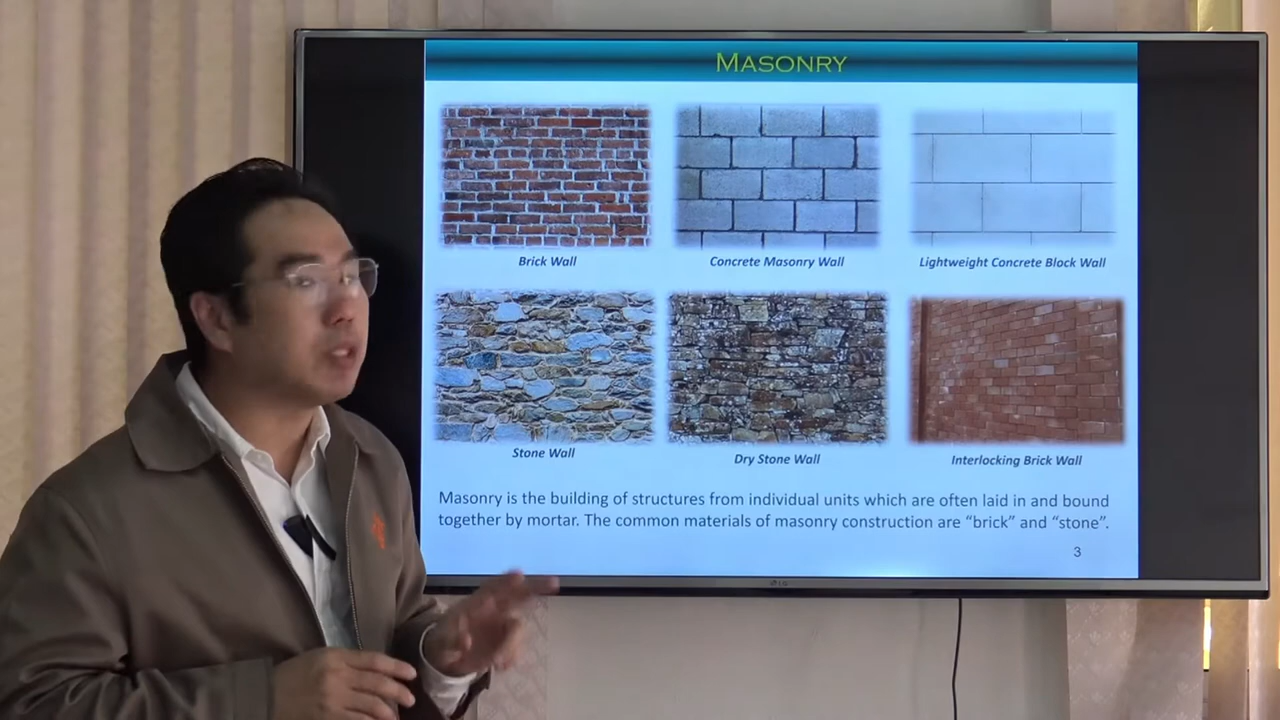 MASONRY
Brick Wall
Concrete Masonry Wall
Lightweight Concrete Block Wall
Stone Wall
Dry Stone Wall
Interlocking Brick Wall
Masonry is the building of structures from individual units which are often laid in and bound
together by mortar. The common materials of masonry construction are “brick” and “stone”.
3
LG